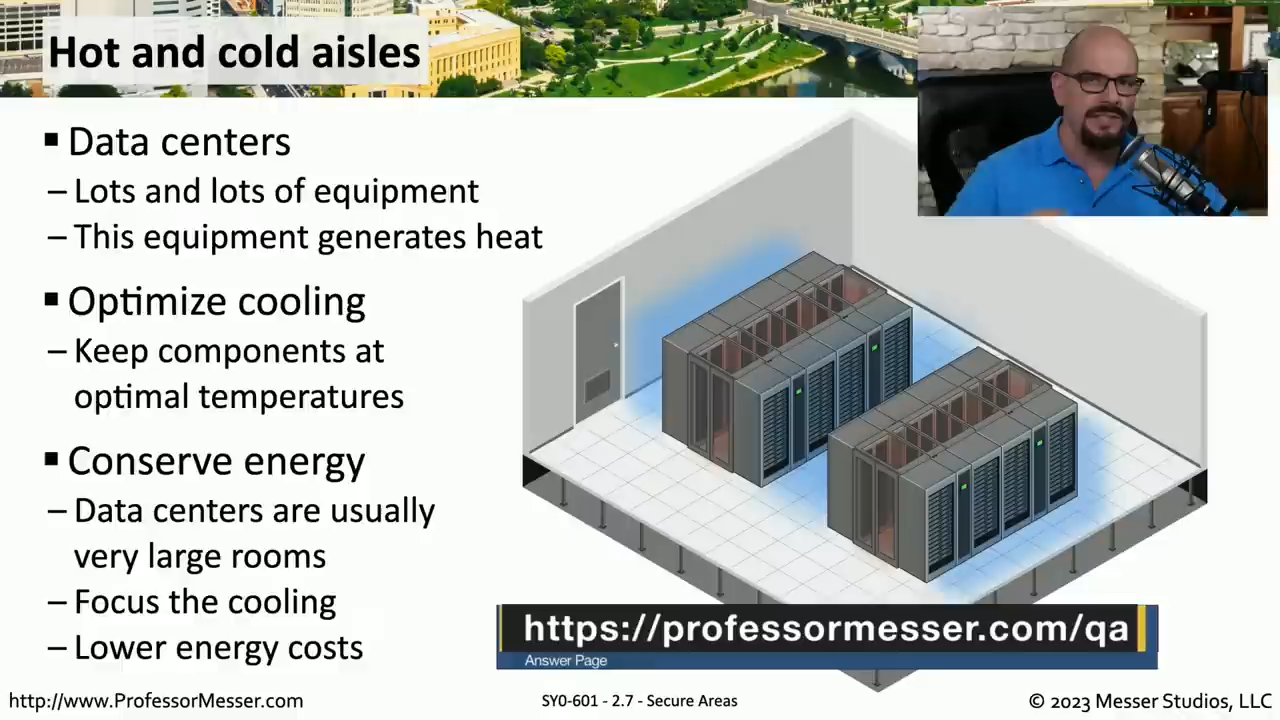 Hot and cold aisles
▪ Data centers
– Lots and lots of equipment
– This equipment generates heat
▪ Optimize cooling
– Keep components at
optimal temperatures
▪ Conserve energy
– Data centers are usually
very large rooms
– Focus the cooling
– Lower energy costs
https://professormesser.com/qa
Answer Page
http://www.ProfessorMesser.com
SY0-601 - 2.7 - Secure Areas
© 2023 Messer Studios, LLC